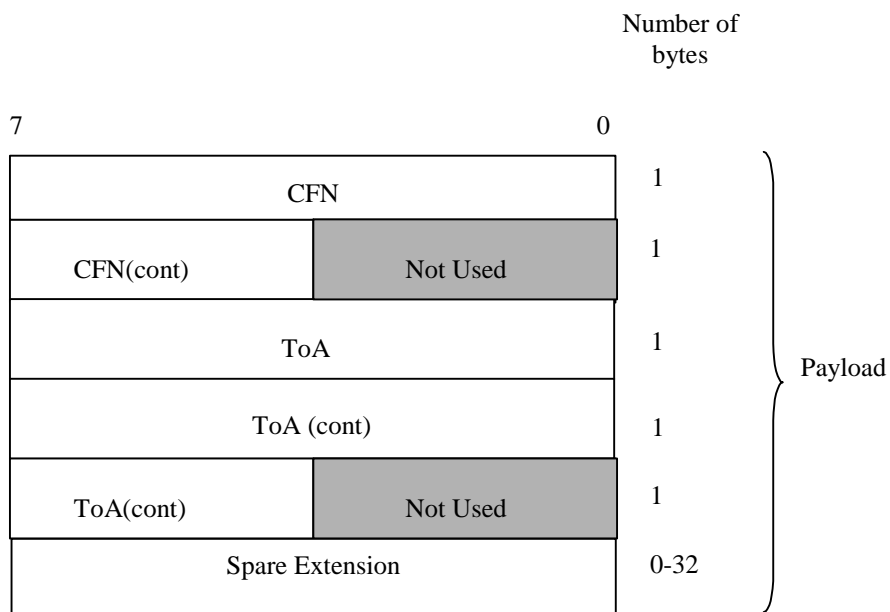 Number of
bytes
7
0
CFN
1
CFN(cont)
Not Used
1
ToA
1
Payload
ToA (cont)
1
ToA(cont)
Not Used
1
Spare Extension
0-32